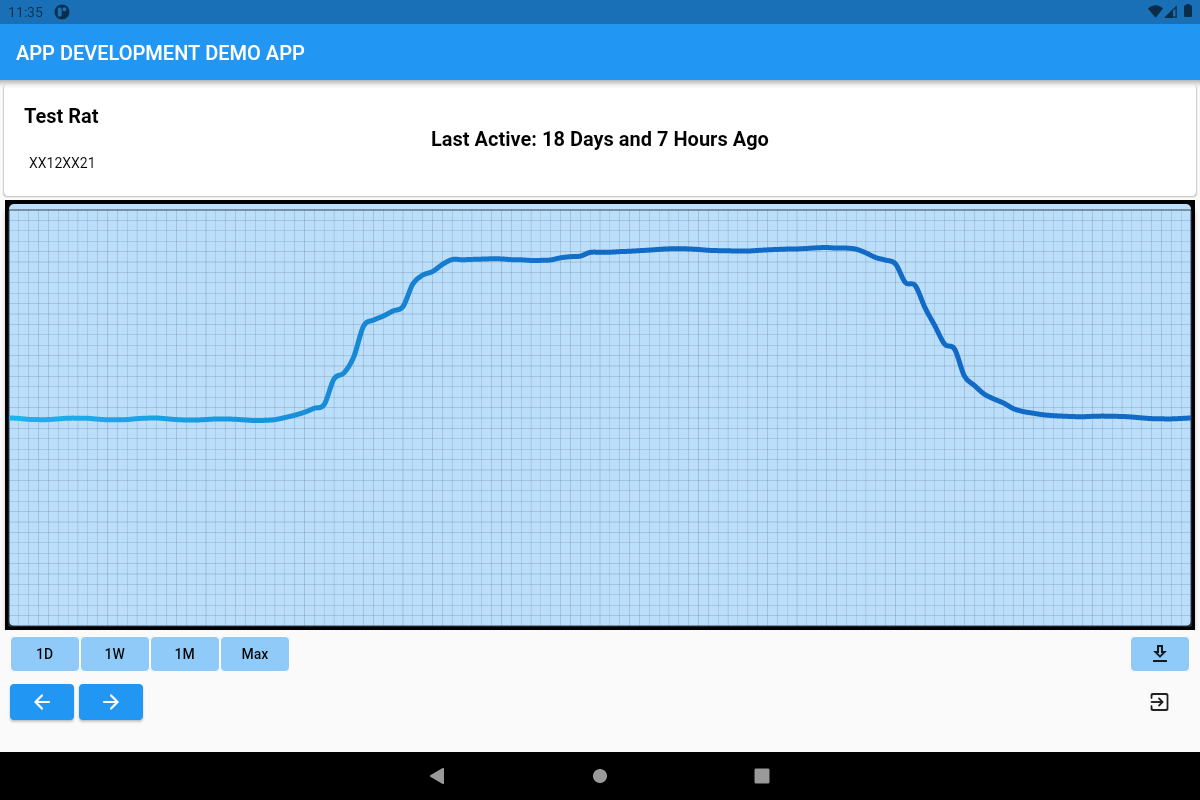 11:35
APP DEVELOPMENT DEMO APP
Test Rat
Last Active: 18 Days and 7 Hours Ago
XX12XX21
1D 1W 1M Max